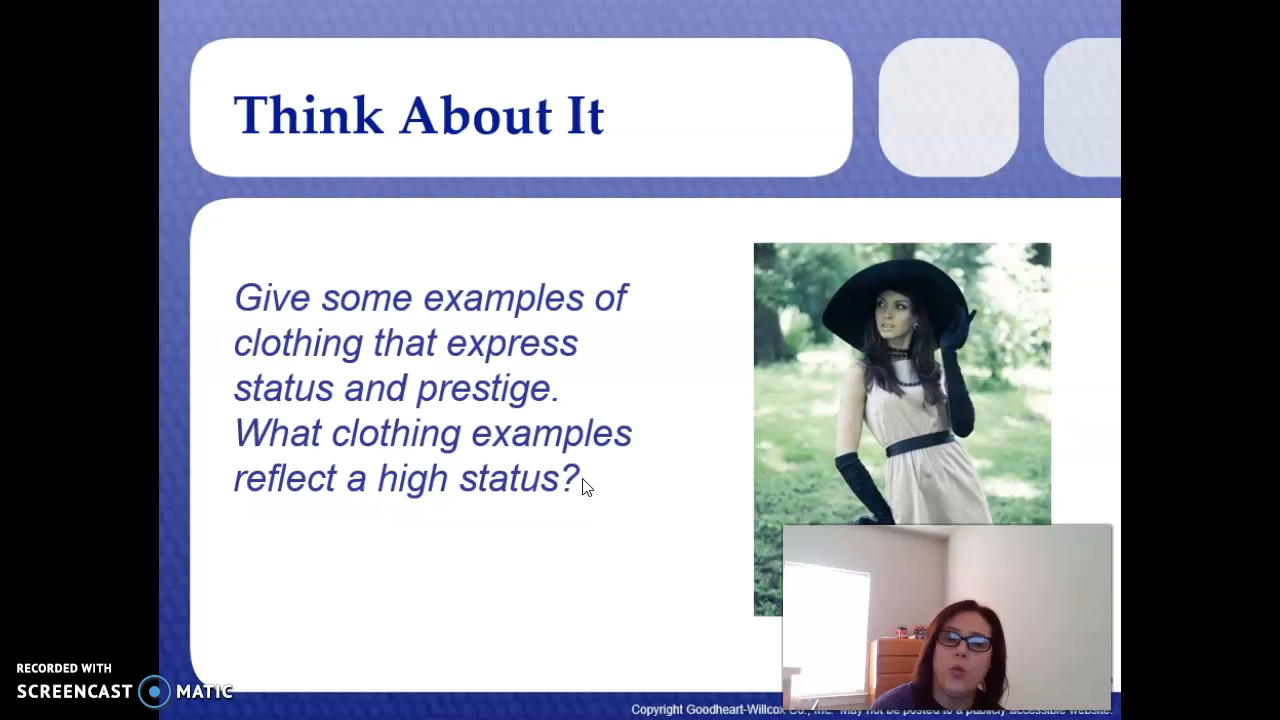 Think About It
Give some examples of
clothing that express
status and prestige.
What clothing examples
reflect a high status?
RECORDED WITH
SCREENCAST MATIC
Copyright Goodheart-Willcox Co., Inc. May not be posted to a publicly accessible website.